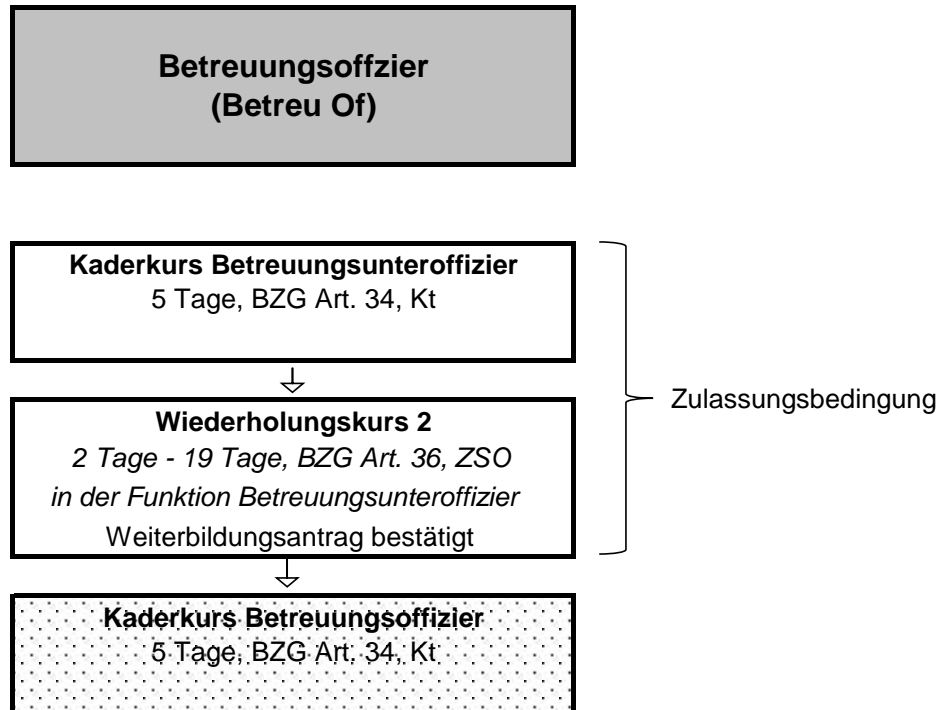 Betreuungsoffzier
(Betreu Of)
Kaderkurs Betreuungsunteroffizier
5 Tage, BZG Art. 34, Kt
Wiederholungskurs 2
2 Tage - 19 Tage, BZG Art. 36, ZSO
in der Funktion Betreuungsunteroffizier
Weiterbildungsantrag bestätigt
Zulassungsbedingung
Kaderkurs Betreuungsoffizier
5 Tage, BZG Art. 34, Kt